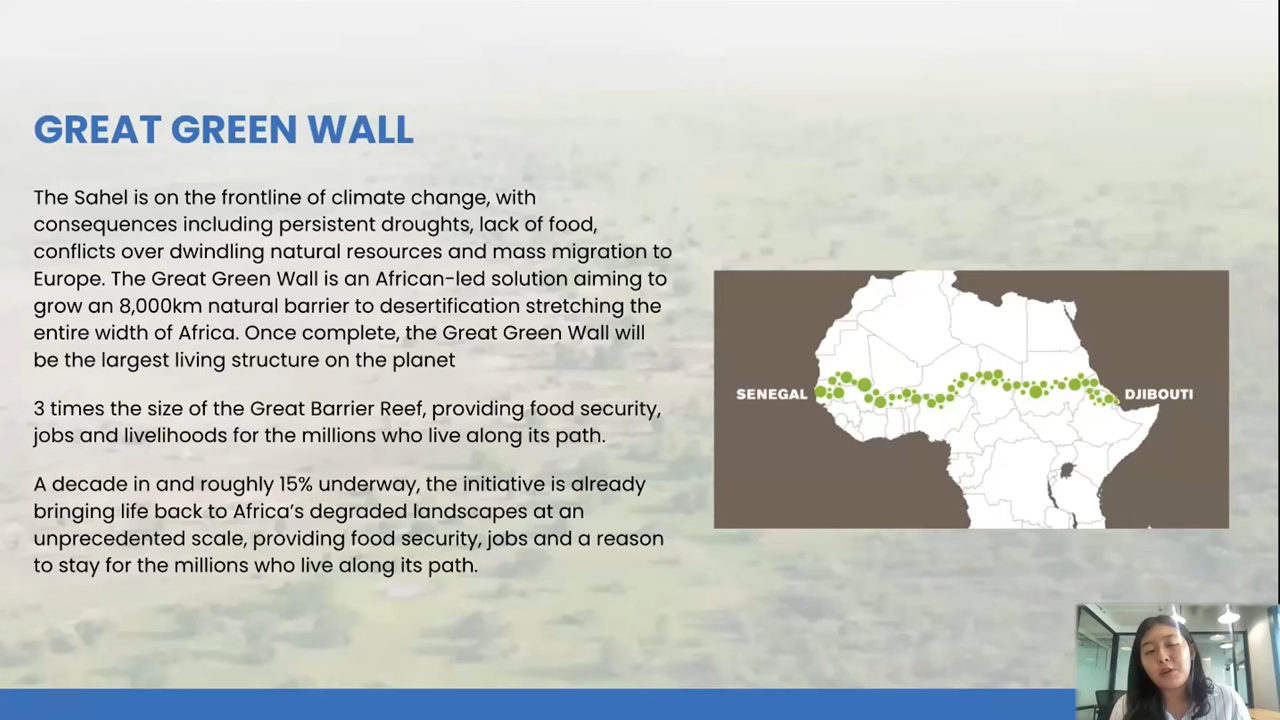 GREAT GREEN WALL
The Sahel is on the frontline of climate change, with
consequences including persistent droughts, lack of food,
conflicts over dwindling natural resources and mass migration to
Europe. The Great Green Wall is an African-led solution aiming to
grow an 8,000km natural barrier to desertification stretching the
entire width of Africa. Once complete, the Great Green Wall will
be the largest living structure on the planet
3 times the size of the Great Barrier Reef, providing food security,
jobs and livelihoods for the millions who live along its path.
A decade in and roughly 15% underway, the initiative is already
bringing life back to Africa’s degraded landscapes at an
unprecedented scale, providing food security, jobs and a reason
to stay for the millions who live along its path.
SENEGAL
DJIBOUTI